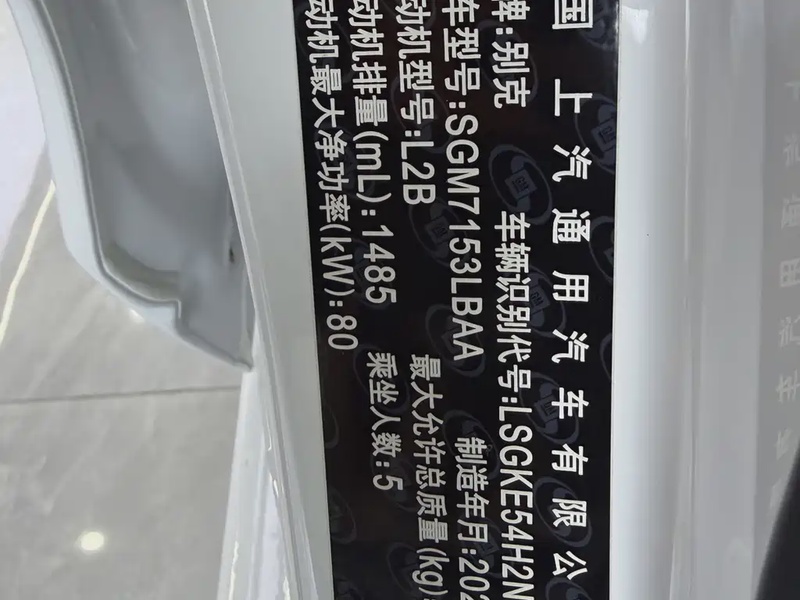 国 上 汽 通 用 汽 车 有 限 公
牌:别克 车辆识别代号:LSGKE54H2N
车型号:SGM7153LBAA 制造年月:202
动机型号:L2B 最大允许总质量(kg):
动机排量(mL):1485 乘坐人数:5
动机最大净功率(kW):80